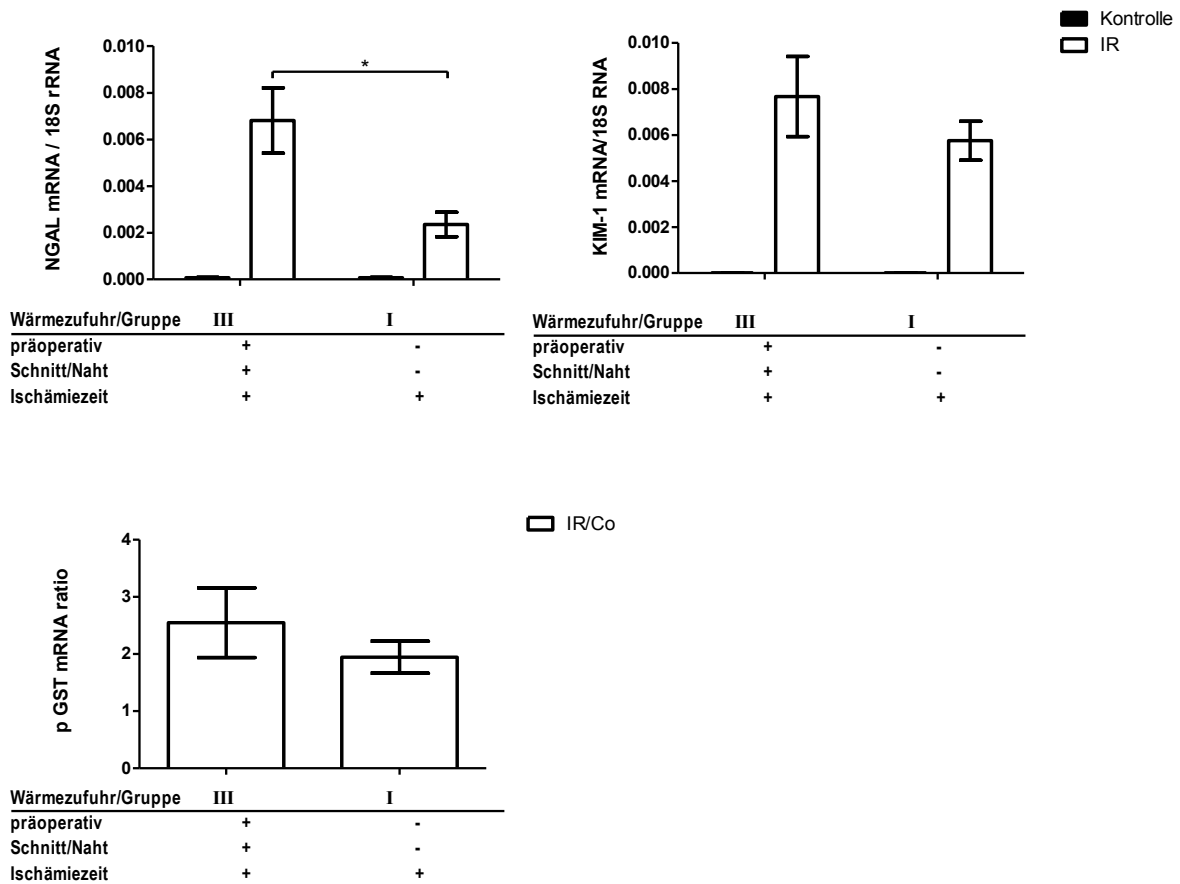 Kontrolle
IR
NGAL mRNA / 18S rRNA
0.010
0.008
0.006
0.004
0.002
0.000
*
Wärmezufuhr/Gruppe III I
präoperativ + -
Schnitt/Naht + -
Ischämiezeit + +
KIM-1 mRNA/18S RNA
0.010
0.008
0.006
0.004
0.002
0.000
Wärmezufuhr/Gruppe III I
präoperativ + -
Schnitt/Naht + -
Ischämiezeit + +
IR/Co
p GST mRNA ratio
4
3
2
1
0
Wärmezufuhr/Gruppe III I
präoperativ + -
Schnitt/Naht + -
Ischämiezeit + +